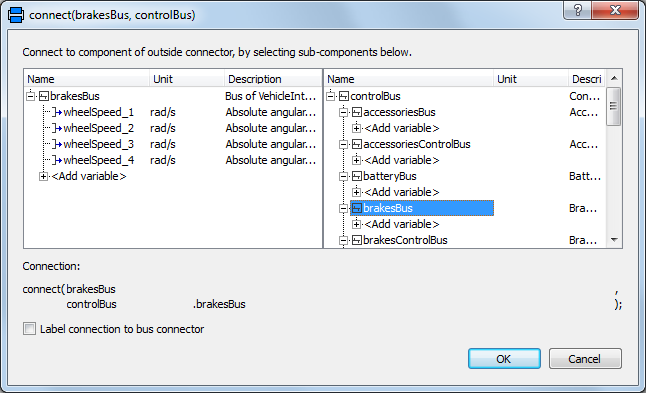 connect(brakesBus, controlBus)
Connect to component of outside connector, by selecting sub-components below.
Name Unit Description Name Unit Descri
brakesBus Bus of VehicleInt... controlBus Con...
wheelSpeed_1 rad/s Absolute angular... accessoriesBus Acc...
wheelSpeed_2 rad/s Absolute angular... <Add variable>
wheelSpeed_3 rad/s Absolute angular... accessoriesControlBus Acc...
wheelSpeed_4 rad/s Absolute angular... <Add variable>
<Add variable> batteryBus Batt...
<Add variable>
brakesBus Bra...
<Add variable>
brakesControlBus Bra...
Connection:
connect( brakesBus ,
controlBus .brakesBus );
Label connection to bus connector
OK Cancel